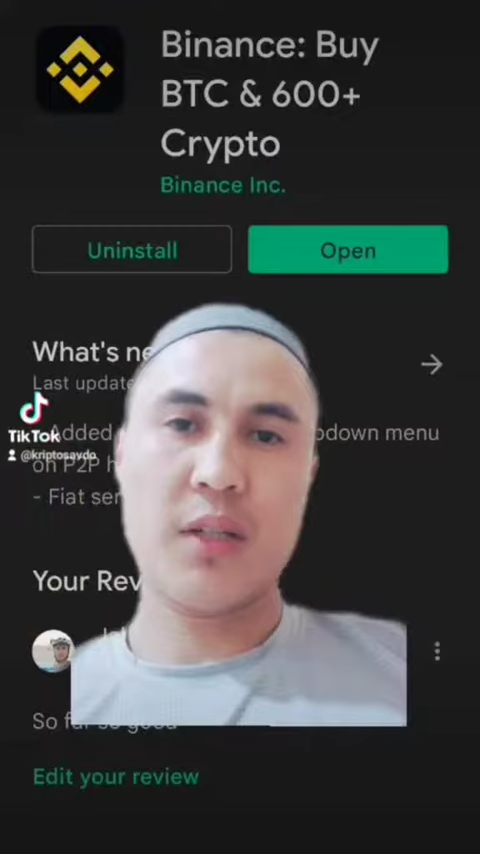 Binance: Buy
BTC & 600+
Crypto
Binance Inc.
Uninstall
Open
What's ne
Last update
TikTok
@kriptosavdo
Added
pdown menu
on P2P h
- Fiat ser
Your Rev
So far so good
Edit your review